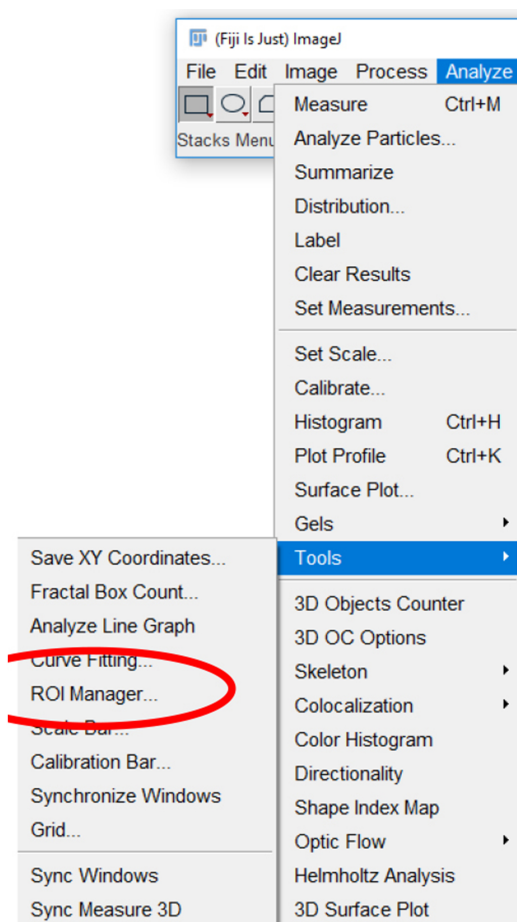 (Fiji Is Just) ImageJ
File Edit Image Process Analyze
Stacks Menu
Measure Ctrl+M
Analyze Particles...
Summarize
Distribution...
Label
Clear Results
Set Measurements...
Set Scale...
Calibrate...
Histogram Ctrl+H
Plot Profile Ctrl+K
Surface Plot...
Gels
Tools
3D Objects Counter
3D OC Options
Skeleton
Colocalization
Color Histogram
Directionality
Shape Index Map
Optic Flow
Helmholtz Analysis
3D Surface Plot
Save XY Coordinates...
Fractal Box Count...
Analyze Line Graph
Curve Fitting...
ROI Manager...
Scale Bar...
Calibration Bar...
Synchronize Windows
Grid...
Sync Windows
Sync Measure 3D